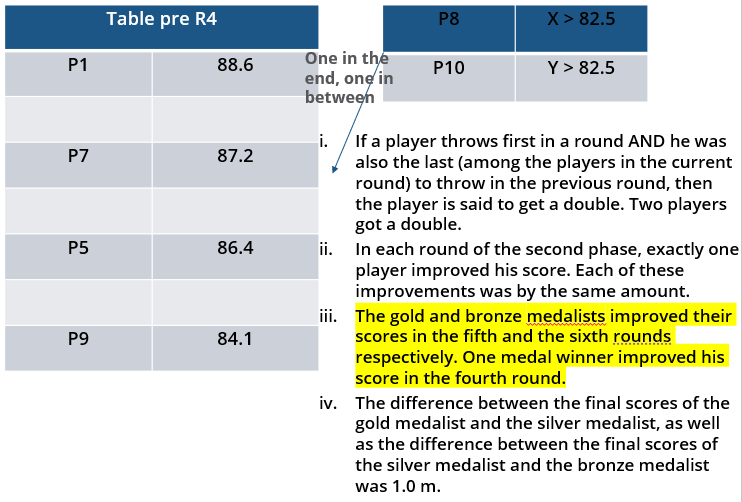 Table pre R4
P1 88.6
P7 87.2
P5 86.4
P9 84.1
One in the
end, one in
between
P8 X > 82.5
P10 Y > 82.5
i. If a player throws first in a round AND he was
also the last (among the players in the current
round) to throw in the previous round, then
the player is said to get a double. Two players
got a double.
ii. In each round of the second phase, exactly one
player improved his score. Each of these
improvements was by the same amount.
iii. The gold and bronze medalists improved their
scores in the fifth and the sixth rounds
respectively. One medal winner improved his
score in the fourth round.
iv. The difference between the final scores of the
gold medalist and the silver medalist, as well
as the difference between the final scores of
the silver medalist and the bronze medalist
was 1.0 m.